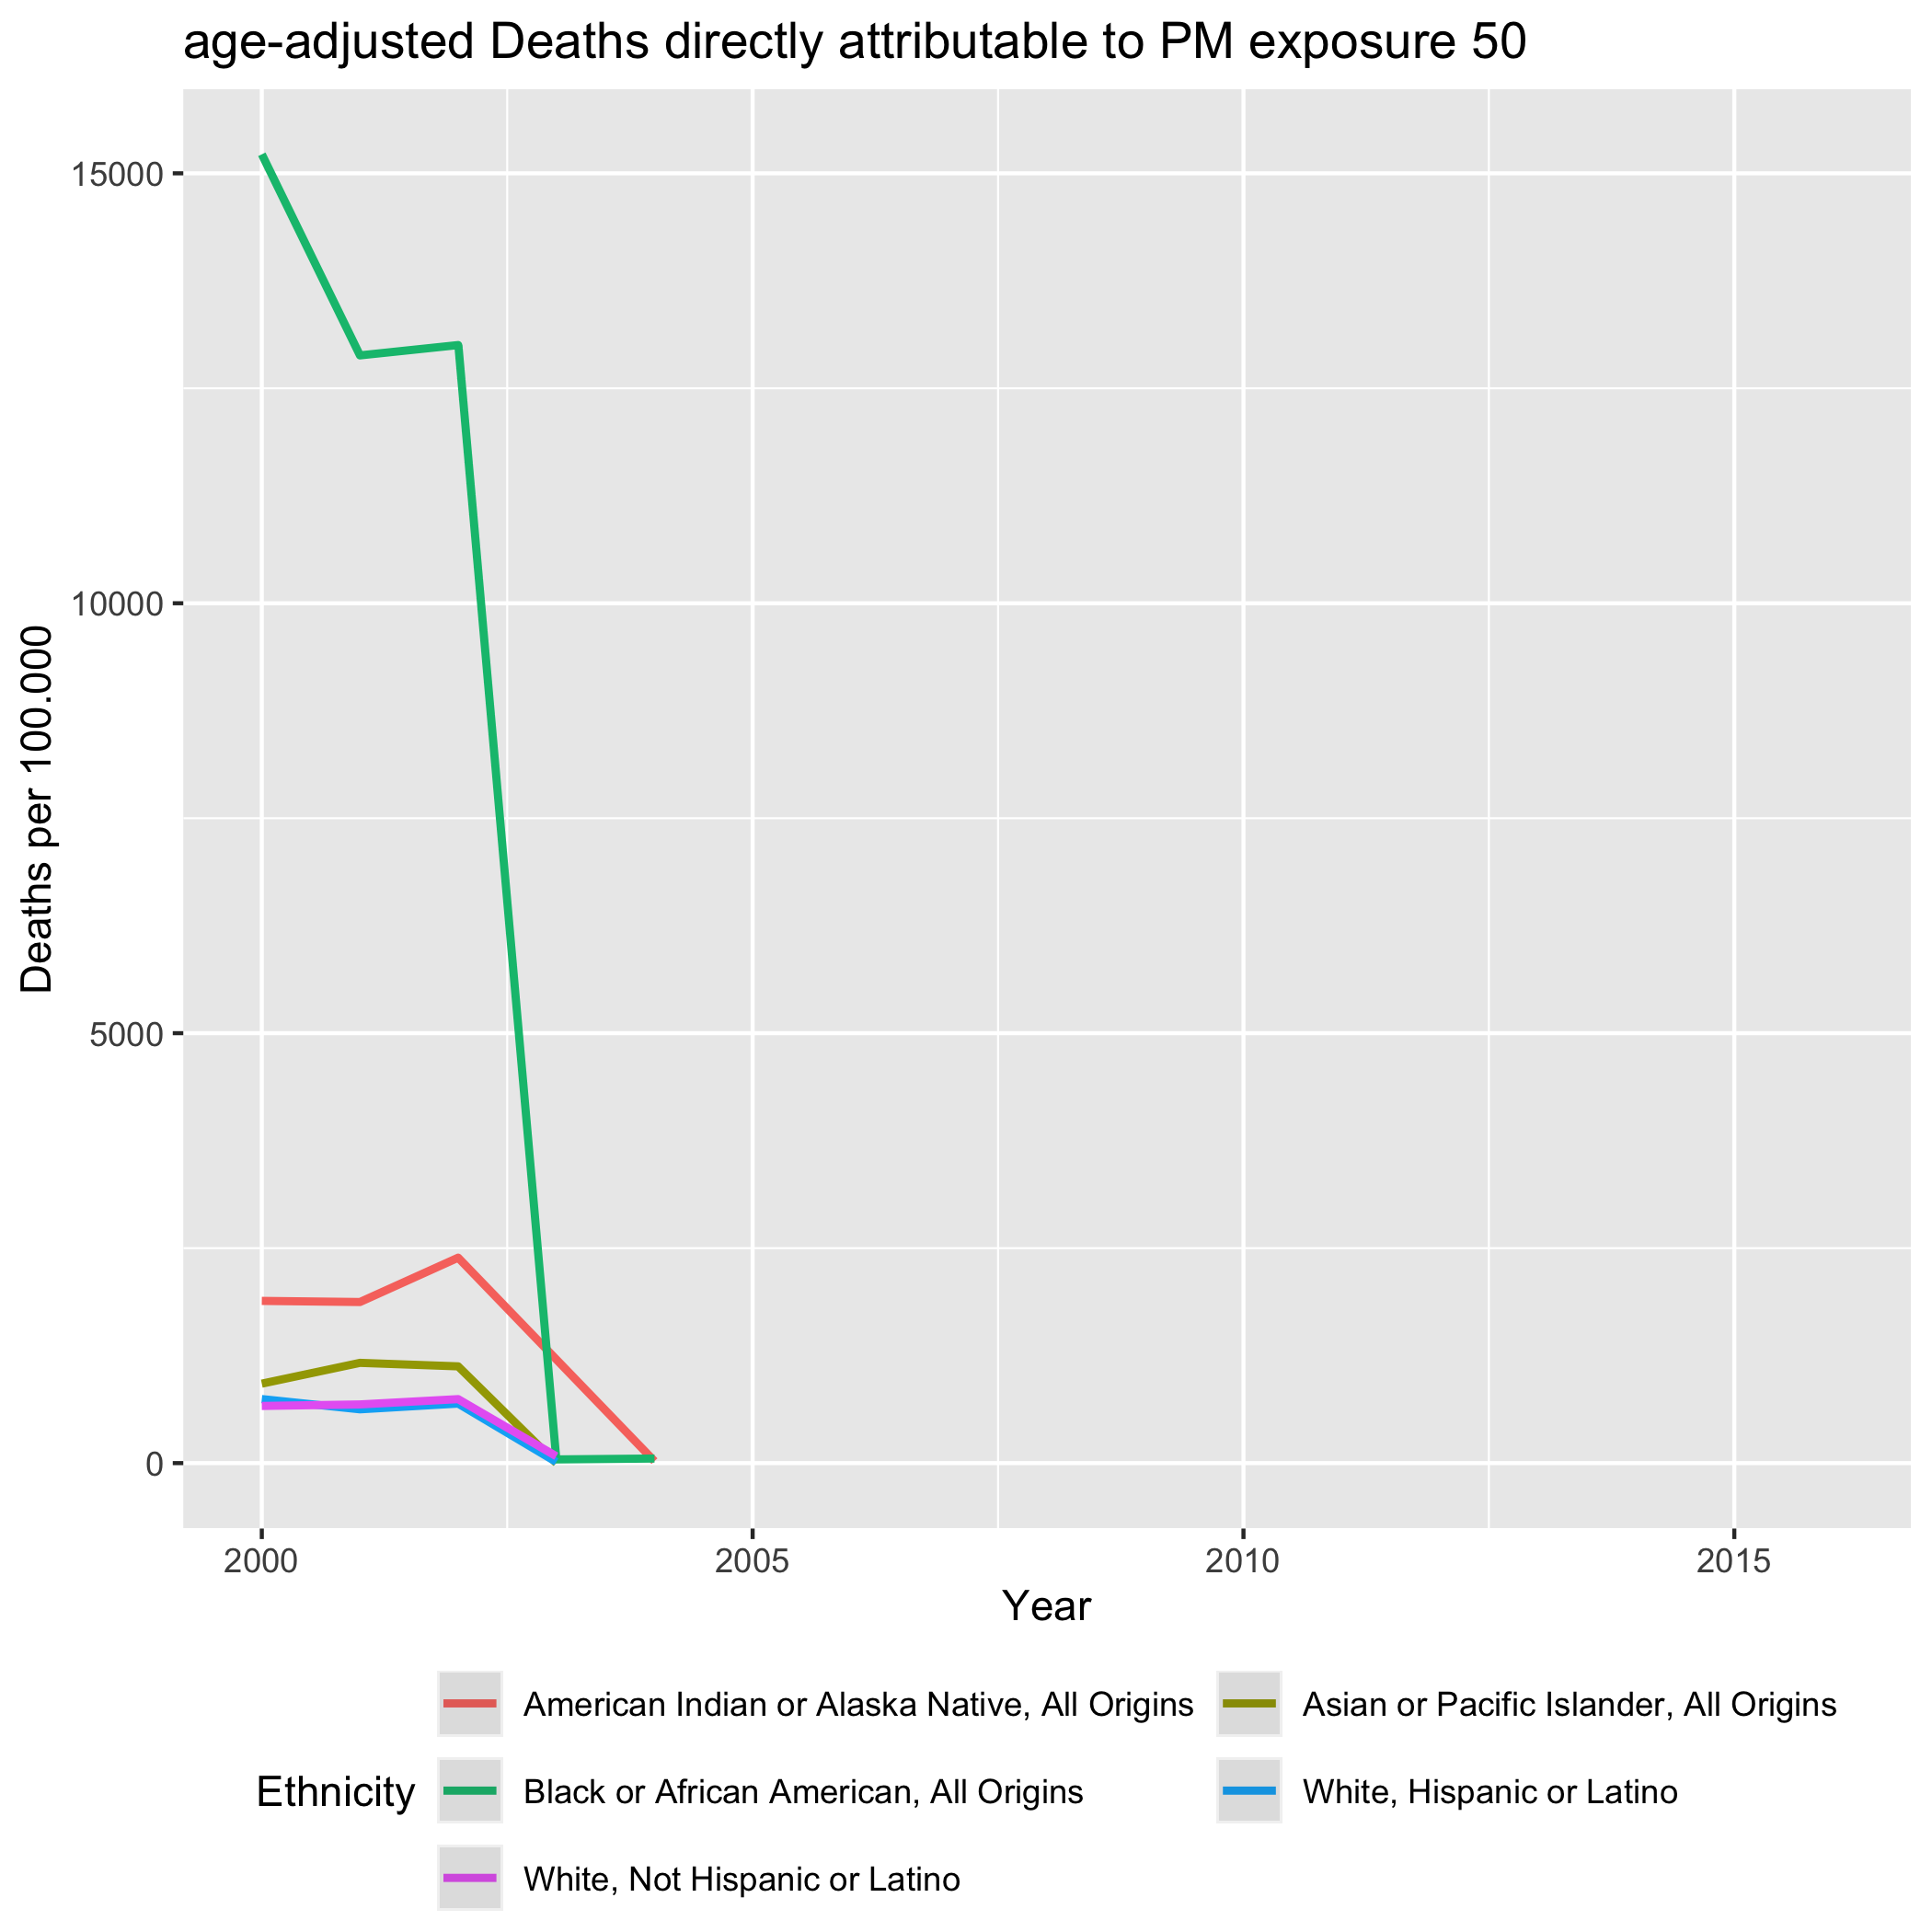 age-adjusted Deaths directly attributable to PM exposure 50
Deaths per 100.000
15000
10000
5000
0
2000 2005 2010 2015
Year
Ethnicity
American Indian or Alaska Native, All Origins
Asian or Pacific Islander, All Origins
Black or African American, All Origins
White, Hispanic or Latino
White, Not Hispanic or Latino